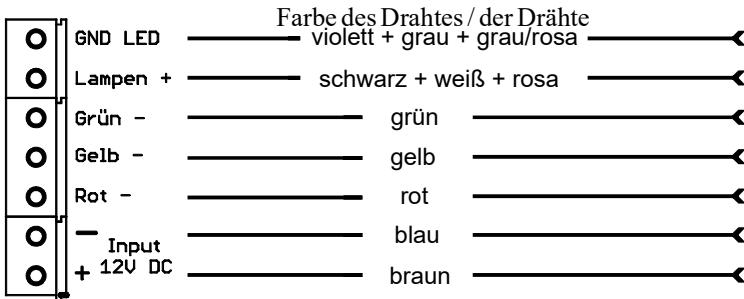 Farbe des Drahtes / der Drähte
GND LED violett + grau + grau/rosa
Lampen + schwarz + weiß + rosa
Grün - grün
Gelb - gelb
Rot - rot
- blau
Input
12V DC
+ braun